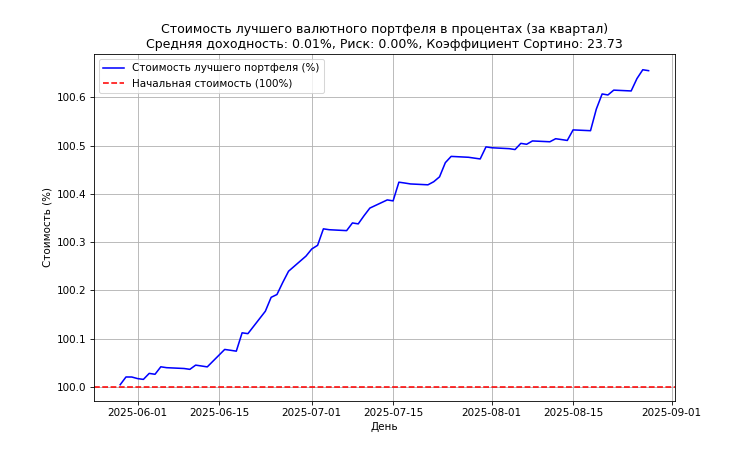 Стоимость лучшего валютного портфеля в процентах (за квартал)
Средняя доходность: 0.01%, Риск: 0.00%, Коэффициент Сортино: 23.73
Стоимость лучшего портфеля (%)
Начальная стоимость (100%)
Стоимость (%)
100.6
100.5
100.4
100.3
100.2
100.1
100.0
2025-06-01
2025-06-15
2025-07-01
2025-07-15
2025-08-01
2025-08-15
2025-09-01
День